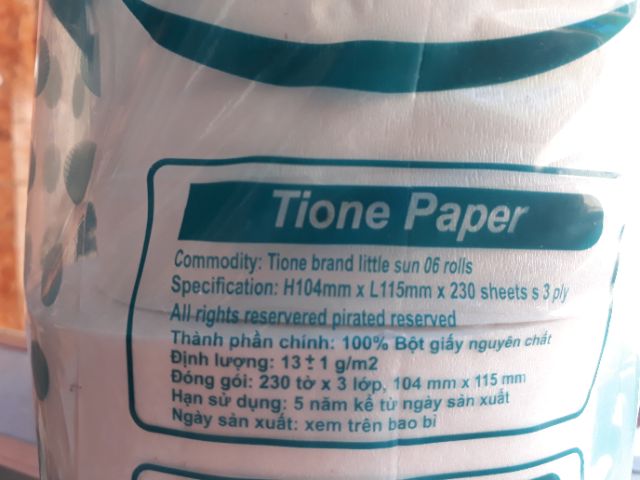 Tione Paper
Commodity: Tione brand little sun 06 rolls
Specification: H104mm x L115mm x 230 sheets s 3 ply
All rights reservered pirated reserved
Thành phần chính: 100% Bột giấy nguyên chất
Định lượng: 13 ± 1 g/m2
Đóng gói: 230 tờ x 3 lớp, 104 mm x 115 mm
Hạn sử dụng: 5 năm kể từ ngày sản xuất
Ngày sản xuất: xem trên bao bì